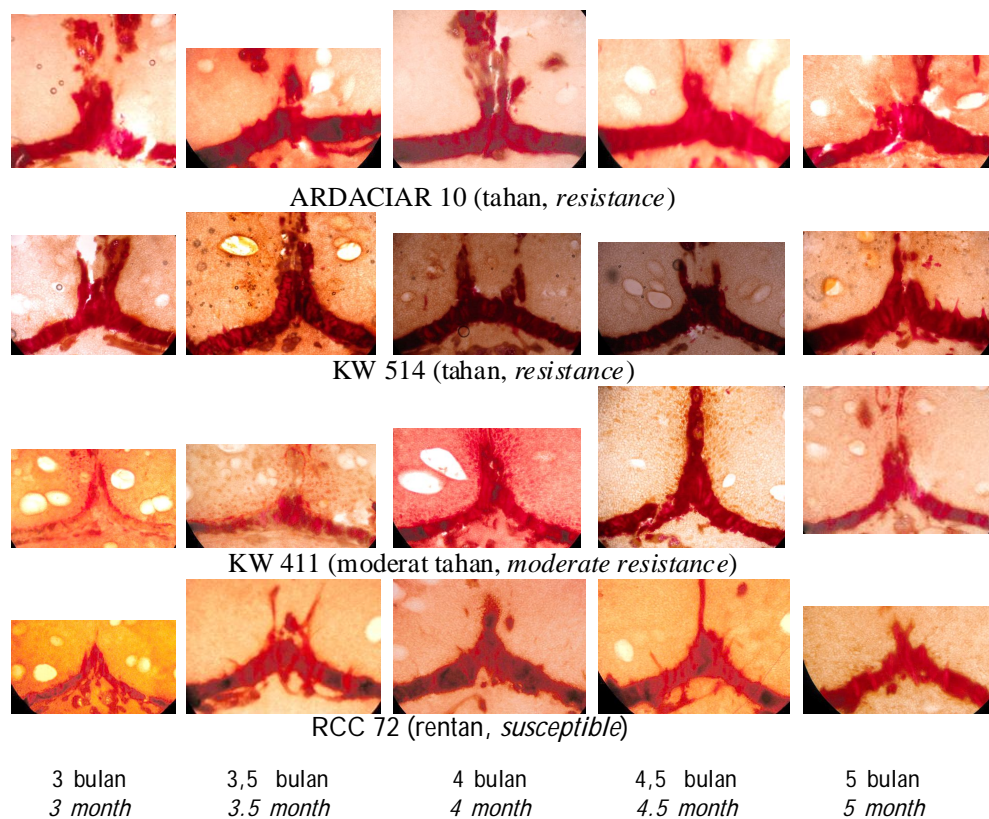 ARDACIAR 10 (tahan, resistance)
KW 514 (tahan, resistance)
KW 411 (moderat tahan, moderate resistance)
RCC 72 (rentan, susceptible)
3 bulan 3,5 bulan 4 bulan 4,5 bulan 5 bulan
3 month 3.5 month 4 month 4.5 month 5 month